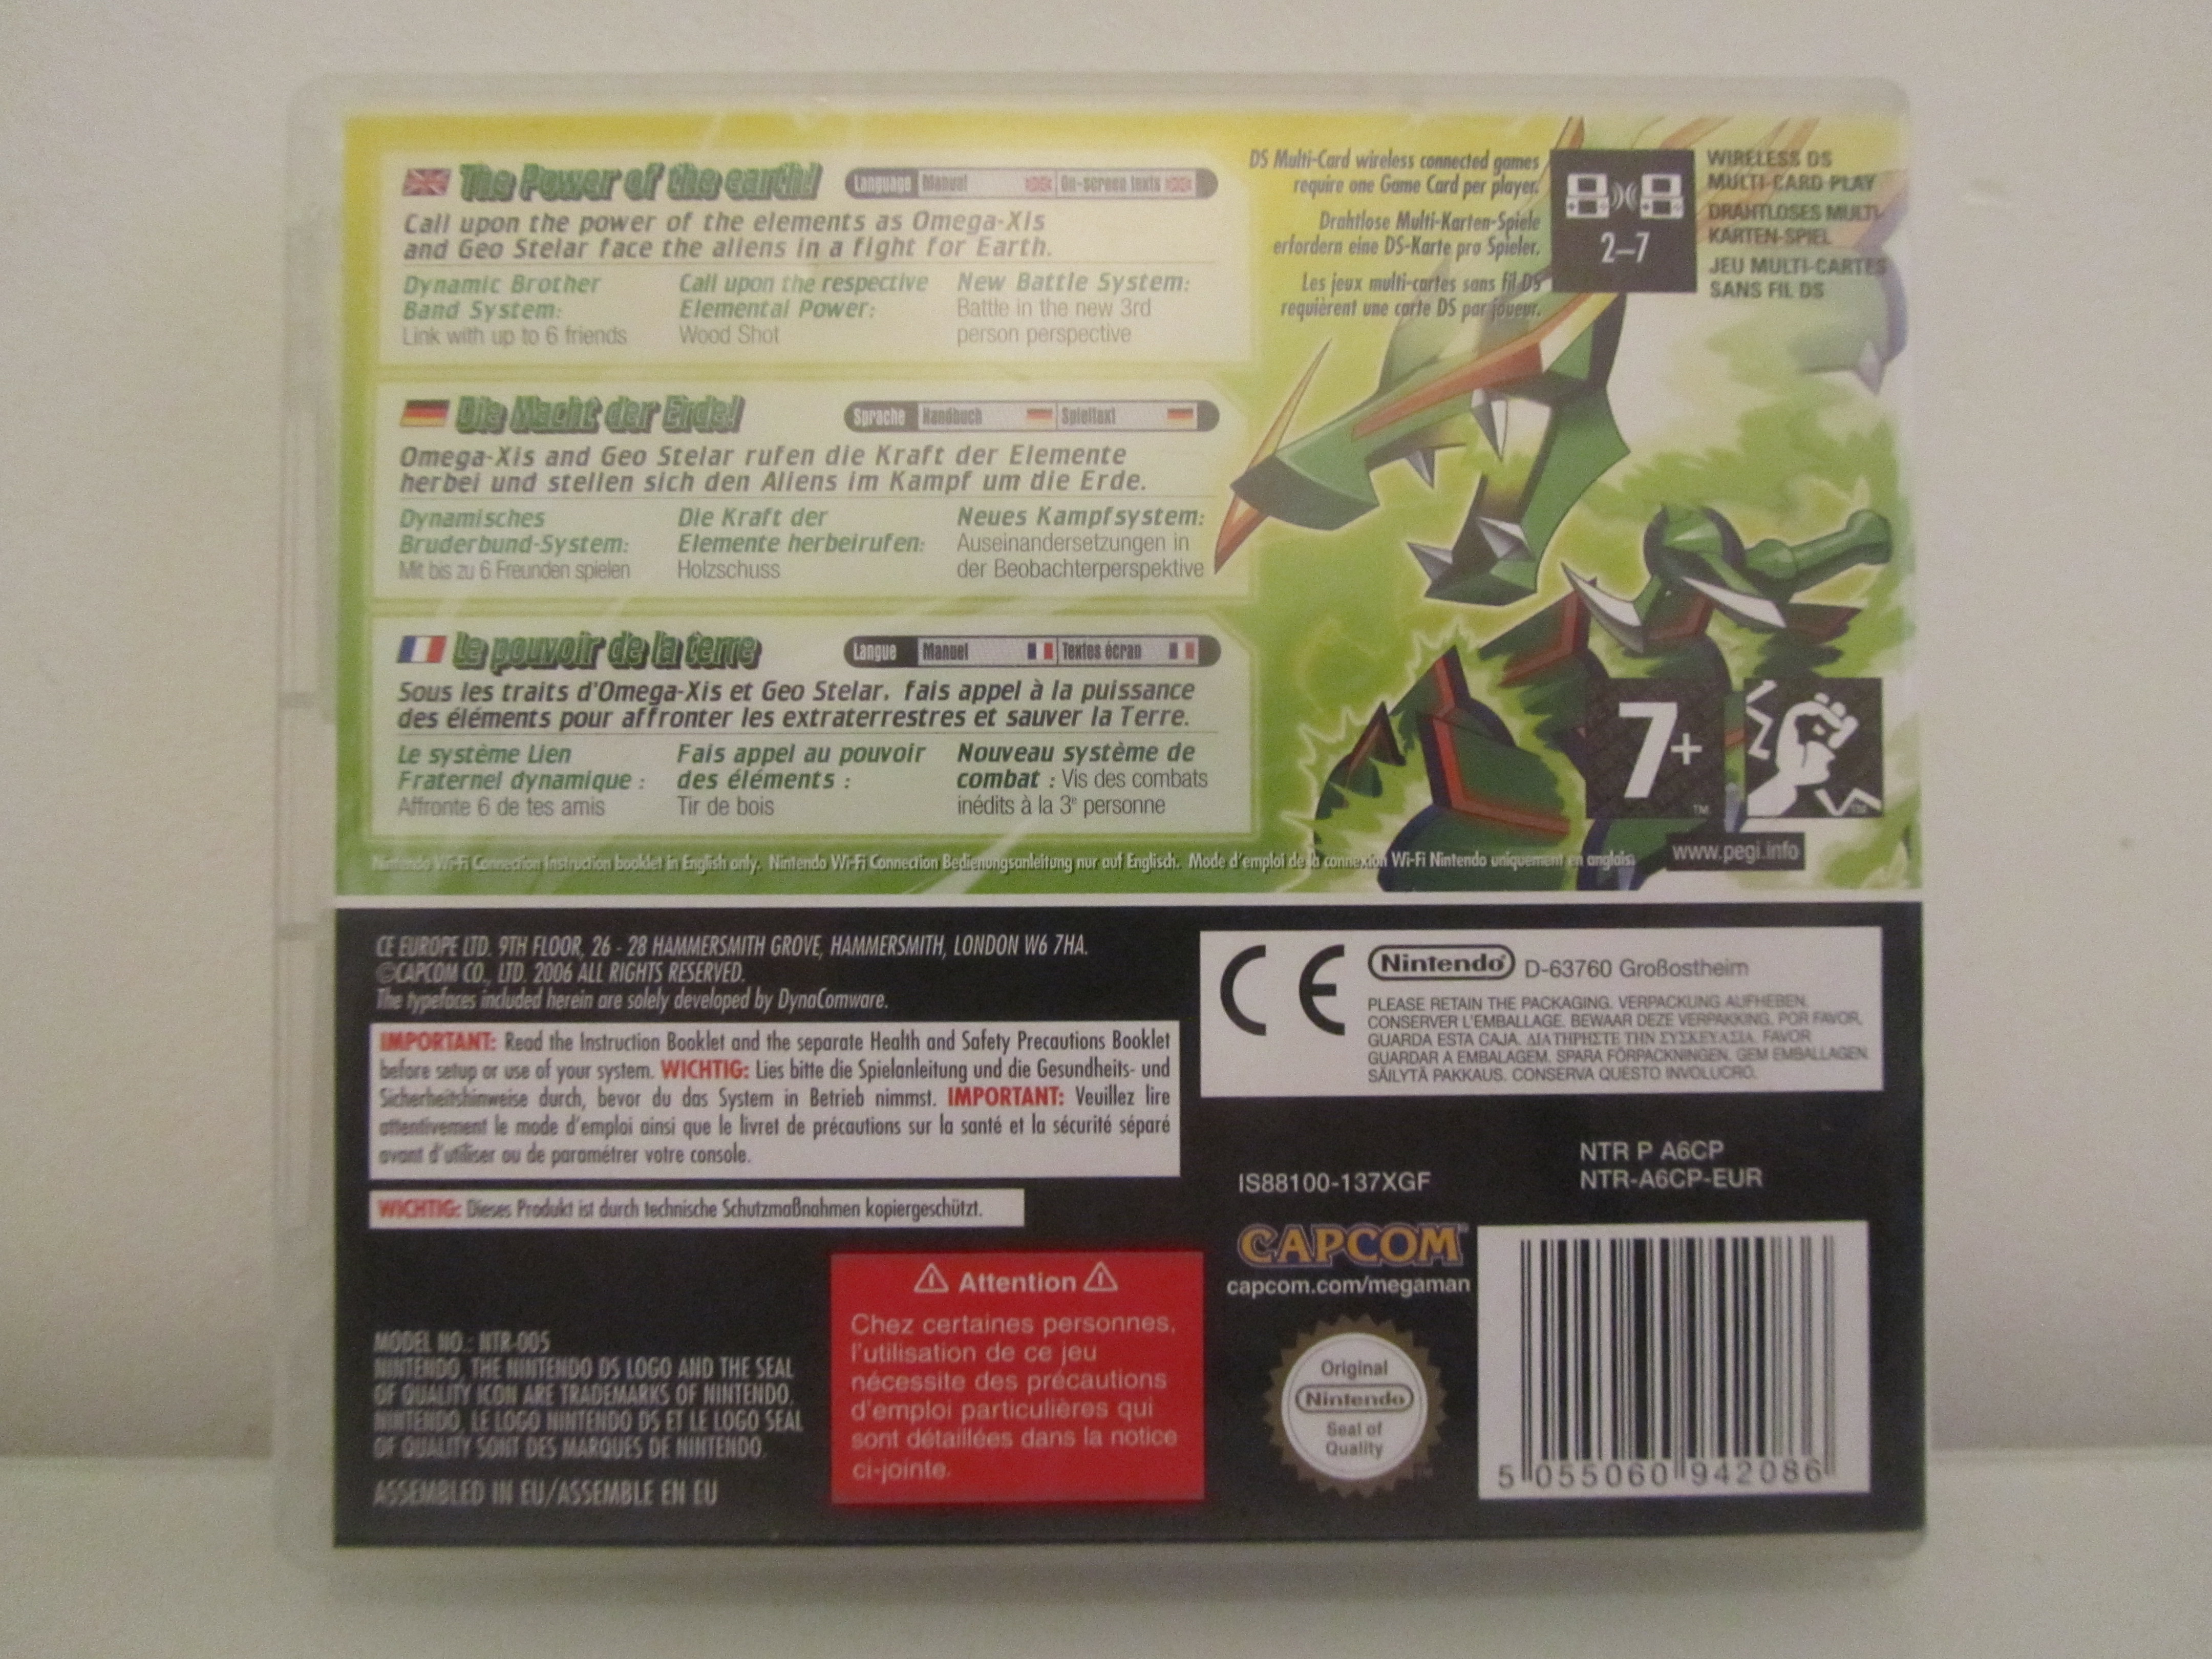 The Power of the earth!
Language Manual On-screen texts
Call upon the power of the elements as Omega-Xis
and Geo Stelar face the aliens in a fight for Earth.
Dynamic Brother
Band System:
Link with up to 6 friends
Call upon the respective
Elemental Power:
Wood Shot
New Battle System:
Battle in the new 3rd
person perspective
DS Multi-Card wireless connected games
require one Game Card per player.
Drahtlose Multi-Karten-Spiele
erfordern eine DS-Karte pro Spieler.
Les jeux multi-cartes sans fil DS
requièrent une carte DS par joueur.
2–7
WIRELESS DS
MULTI-CARD PLAY
DRAHTLOSES MULTI-
KARTEN-SPIEL
JEU MULTI-CARTES
SANS FIL DS
Die Macht der Erde!
Sprache Handbuch Spieltext
Omega-Xis and Geo Stelar rufen die Kraft der Elemente
herbei und stellen sich den Aliens im Kampf um die Erde.
Dynamisches
Bruderbund-System:
Mit bis zu 6 Freunden spielen
Die Kraft der
Elemente herbeirufen:
Holzschuss
Neues Kampfsystem:
Auseinandersetzungen in
der Beobachterperspektive
Le pouvoir de la terre
Langue Manuel Textes écran
Sous les traits d'Omega-Xis et Geo Stelar, fais appel à la puissance
des éléments pour affronter les extraterrestres et sauver la Terre.
Le système Lien
Fraternel dynamique :
Affronte 6 de tes amis
Fais appel au pouvoir
des éléments :
Tir de bois
Nouveau système de
combat : Vis des combats
inédits à la 3e personne
7+
TM
TM
www.pegi.info
Nintendo Wi-Fi Connection Instruction booklet in English only. Nintendo Wi-Fi Connection Bedienungsanleitung nur auf Englisch. Mode d'emploi de la connexion Wi-Fi Nintendo uniquement en anglais.
CE EUROPE LTD. 9TH FLOOR, 26 - 28 HAMMERSMITH GROVE, HAMMERSMITH, LONDON W6 7HA.
©CAPCOM CO., LTD. 2006 ALL RIGHTS RESERVED.
The typefaces included herein are solely developed by DynaComware.
IMPORTANT: Read the Instruction Booklet and the separate Health and Safety Precautions Booklet
before setup or use of your system. WICHTIG: Lies bitte die Spielanleitung und die Gesundheits- und
Sicherheitshinweise durch, bevor du das System in Betrieb nimmst. IMPORTANT: Veuillez lire
attentivement le mode d'emploi ainsi que le livret de précautions sur la santé et la sécurité séparé
avant d'utiliser ou de paramétrer votre console.
WICHTIG: Dieses Produkt ist durch technische Schutzmaßnahmen kopiergeschützt.
CE Nintendo D-63760 Großostheim
PLEASE RETAIN THE PACKAGING. VERPACKUNG AUFHEBEN.
CONSERVER L'EMBALLAGE. BEWAAR DEZE VERPAKKING. POR FAVOR,
GUARDA ESTA CAJA. ΔΙΑΤΗΡΗΣΤΕ ΤΗΝ ΣΥΣΚΕΥΑΣΙΑ. FAVOR
GUARDAR A EMBALAGEM. SPARA FÖRPACKNINGEN. GEM EMBALLAGEN.
SÄILYTÄ PAKKAUS. CONSERVA QUESTO INVOLUCRO.
IS88100-137XGF
NTR P A6CP
NTR-A6CP-EUR
CAPCOM
capcom.com/megaman
Original
Nintendo
Seal of
Quality
TM
5 055060 942086
MODEL NO.: NTR-005
NINTENDO, THE NINTENDO DS LOGO AND THE SEAL
OF QUALITY ICON ARE TRADEMARKS OF NINTENDO.
NINTENDO, LE LOGO NINTENDO DS ET LE LOGO SEAL
OF QUALITY SONT DES MARQUES DE NINTENDO.
ASSEMBLED IN EU/ASSEMBLE EN EU
Attention
Chez certaines personnes,
l'utilisation de ce jeu
nécessite des précautions
d'emploi particulières qui
sont détaillées dans la notice
ci-jointe.